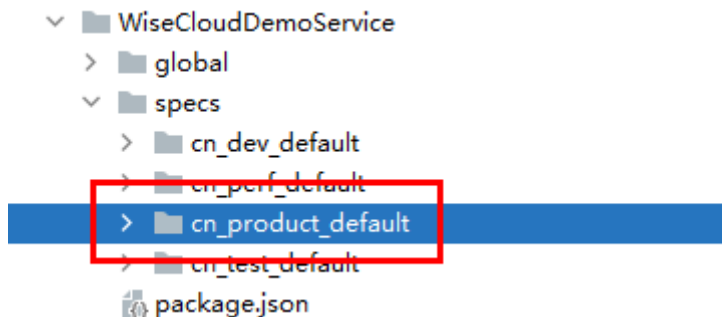 WiseCloudDemoService
global
specs
cn_dev_default
cn_perf_default
cn_product_default
cn_test_default
package.json